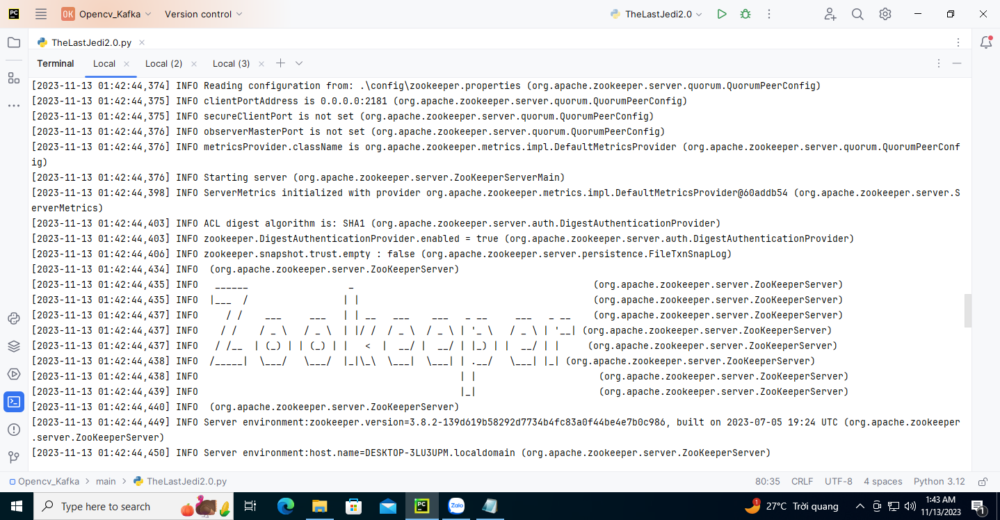 PC OK Opencv_Kafka Version control TheLastJedi2.0
TheLastJedi2.0.py
Terminal Local Local (2) Local (3)
[2023-11-13 01:42:44,374] INFO Reading configuration from: .\config\zookeeper.properties (org.apache.zookeeper.server.quorum.QuorumPeerConfig)
[2023-11-13 01:42:44,375] INFO clientPortAddress is 0.0.0.0:2181 (org.apache.zookeeper.server.quorum.QuorumPeerConfig)
[2023-11-13 01:42:44,375] INFO secureClientPort is not set (org.apache.zookeeper.server.quorum.QuorumPeerConfig)
[2023-11-13 01:42:44,376] INFO observerMasterPort is not set (org.apache.zookeeper.server.quorum.QuorumPeerConfig)
[2023-11-13 01:42:44,376] INFO metricsProvider.className is org.apache.zookeeper.metrics.impl.DefaultMetricsProvider (org.apache.zookeeper.server.quorum.QuorumPeerConf
ig)
[2023-11-13 01:42:44,376] INFO Starting server (org.apache.zookeeper.server.ZooKeeperServerMain)
[2023-11-13 01:42:44,398] INFO ServerMetrics initialized with provider org.apache.zookeeper.metrics.impl.DefaultMetricsProvider@60addb54 (org.apache.zookeeper.server.S
erverMetrics)
[2023-11-13 01:42:44,403] INFO ACL digest algorithm is: SHA1 (org.apache.zookeeper.server.auth.DigestAuthenticationProvider)
[2023-11-13 01:42:44,403] INFO zookeeper.DigestAuthenticationProvider.enabled = true (org.apache.zookeeper.server.auth.DigestAuthenticationProvider)
[2023-11-13 01:42:44,406] INFO zookeeper.snapshot.trust.empty : false (org.apache.zookeeper.server.persistence.FileTxnSnapLog)
[2023-11-13 01:42:44,434] INFO  (org.apache.zookeeper.server.ZooKeeperServer)
[2023-11-13 01:42:44,435] INFO   ______                  _                                           (org.apache.zookeeper.server.ZooKeeperServer)
[2023-11-13 01:42:44,435] INFO  |___  /                 | |                                          (org.apache.zookeeper.server.ZooKeeperServer)
[2023-11-13 01:42:44,437] INFO     / /    ___      ___  | | __   ___    ___   _ __     ___   _ __    (org.apache.zookeeper.server.ZooKeeperServer)
[2023-11-13 01:42:44,437] INFO    / /    / _ \    / _ \ | |/ /  / _ \  / _ \ | '_ \   / _ \ | '__| (org.apache.zookeeper.server.ZooKeeperServer)
[2023-11-13 01:42:44,437] INFO   / /__  | (_) | | (_) | |   <  |  __/ |  __/ | |_) | |  __/ | |     (org.apache.zookeeper.server.ZooKeeperServer)
[2023-11-13 01:42:44,438] INFO  /_____|  \___/   \___/  |_|\_\  \___|  \___| | .__/   \___| |_| (org.apache.zookeeper.server.ZooKeeperServer)
[2023-11-13 01:42:44,438] INFO                                               | |                      (org.apache.zookeeper.server.ZooKeeperServer)
[2023-11-13 01:42:44,439] INFO                                               |_|                      (org.apache.zookeeper.server.ZooKeeperServer)
[2023-11-13 01:42:44,440] INFO  (org.apache.zookeeper.server.ZooKeeperServer)
[2023-11-13 01:42:44,449] INFO Server environment:zookeeper.version=3.8.2-139d619b58292d7734b4fc83a0f44be4e7b0c986, built on 2023-07-05 19:24 UTC (org.apache.zookeeper
.server.ZooKeeperServer)
[2023-11-13 01:42:44,450] INFO Server environment:host.name=DESKTOP-3LU3UPM.localdomain (org.apache.zookeeper.server.ZooKeeperServer)
Opencv_Kafka > main > TheLastJedi2.0.py 80:35 CRLF UTF-8 4 spaces Python 3.12
Type here to search PC Zalo 1 27°C Trời quang 1:43 AM 1
11/13/2023